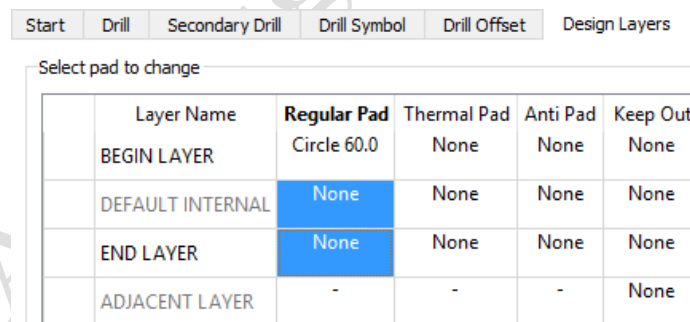 Start Drill Secondary Drill Drill Symbol Drill Offset Design Layers
Select pad to change
Layer Name Regular Pad Thermal Pad Anti Pad Keep Out
BEGIN LAYER Circle 60.0 None None None
DEFAULT INTERNAL None None None None
END LAYER None None None None
ADJACENT LAYER - - - None